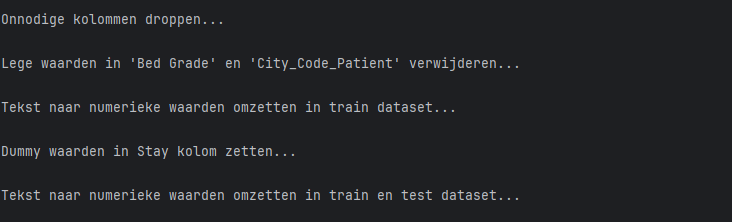 Onnodige kolommen droppen...
Lege waarden in 'Bed Grade' en 'City_Code_Patient' verwijderen...
Tekst naar numerieke waarden omzetten in train dataset...
Dummy waarden in Stay kolom zetten...
Tekst naar numerieke waarden omzetten in train en test dataset...